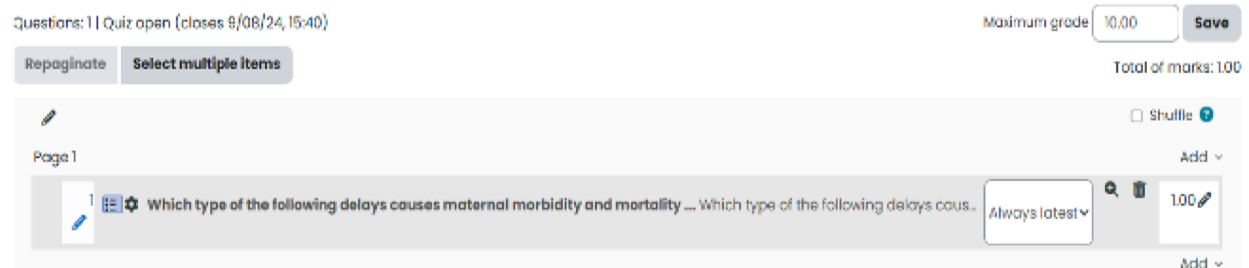 Questions: 1 | Quiz open (closes 9/08/24, 15:40)
Maximum grade 10.00 Save
Repaginate Select multiple items
Total of marks: 1.00
Shuffle ?
Page 1
Add
1 Which type of the following delays causes maternal morbidity and mortality ... Which type of the following delays caus... Always latest 1.00
Add